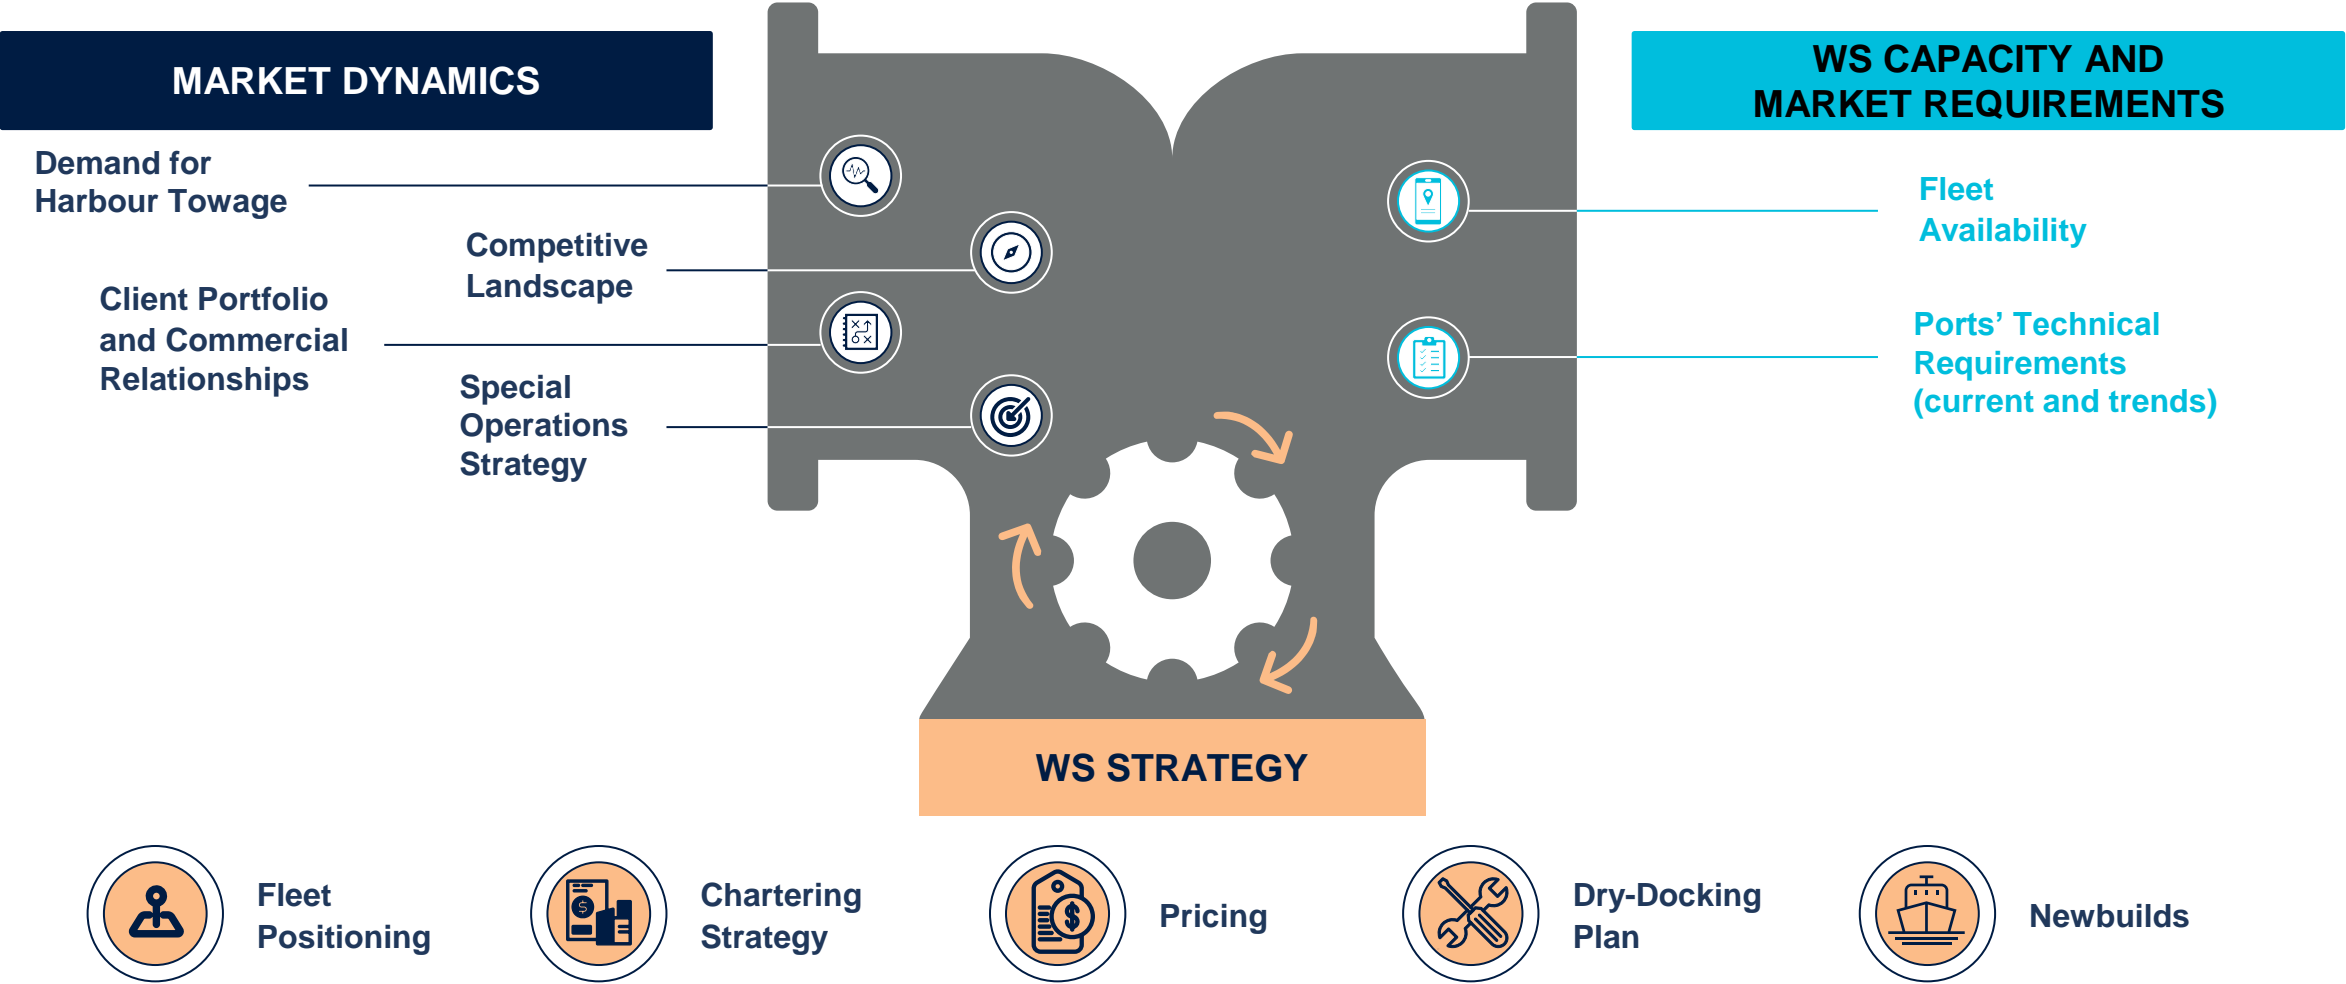 MARKET DYNAMICS
Demand for
Harbour Towage
Competitive
Landscape
Client Portfolio
and Commercial
Relationships
Special
Operations
Strategy
WS CAPACITY AND
MARKET REQUIREMENTS
Fleet
Availability
Ports’ Technical
Requirements
(current and trends)
WS STRATEGY
Fleet
Positioning
Chartering
Strategy
Pricing
Dry-Docking
Plan
Newbuilds